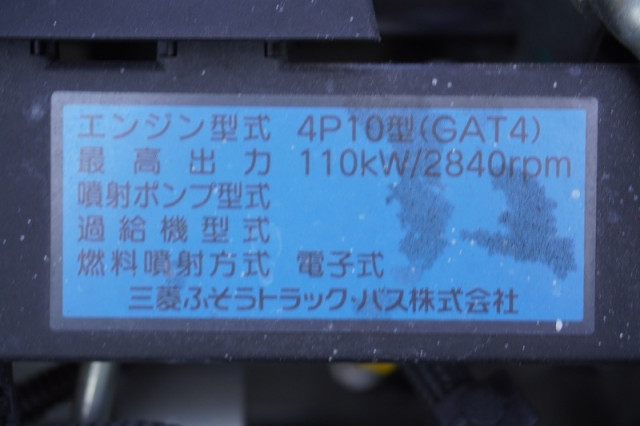 エンジン型式 4P10型(GAT4)
最高出力 110kW/2840rpm
噴射ポンプ型式
過給機型式
燃料噴射方式 電子式
三菱ふそうトラック・バス株式会社